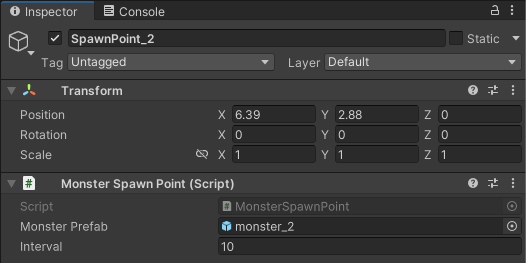 Inspector Console
SpawnPoint_2 Static
Tag Untagged Layer Default
Transform
Position X 6.39 Y 2.88 Z 0
Rotation X 0 Y 0 Z 0
Scale X 1 Y 1 Z 1
# Monster Spawn Point (Script)
Script # MonsterSpawnPoint
Monster Prefab monster_2
Interval 10